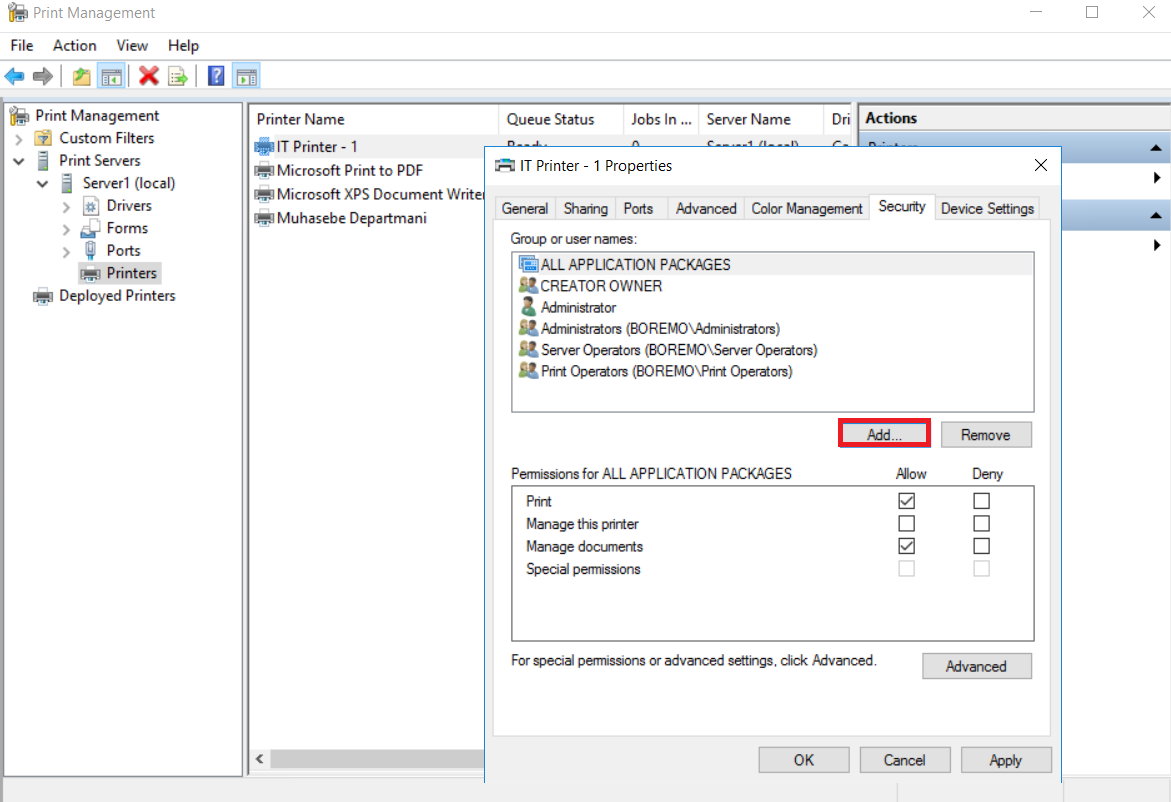 Print Management
File Action View Help
Print Management
Custom Filters
Print Servers
Server1 (local)
Drivers
Forms
Ports
Printers
Deployed Printers
Printer Name Queue Status Jobs In ... Server Name Dri
IT Printer - 1 Ready 0 Server1 (local)
Microsoft Print to PDF
Microsoft XPS Document Writer
Muhasebe Departmani
Actions
Printers
IT Printer - 1 Properties
General Sharing Ports Advanced Color Management Security Device Settings
Group or user names:
ALL APPLICATION PACKAGES
CREATOR OWNER
Administrator
Administrators (BOREMO\Administrators)
Server Operators (BOREMO\Server Operators)
Print Operators (BOREMO\Print Operators)
Add... Remove
Permissions for ALL APPLICATION PACKAGES Allow Deny
Print
Manage this printer
Manage documents
Special permissions
For special permissions or advanced settings, click Advanced.
Advanced
OK Cancel Apply